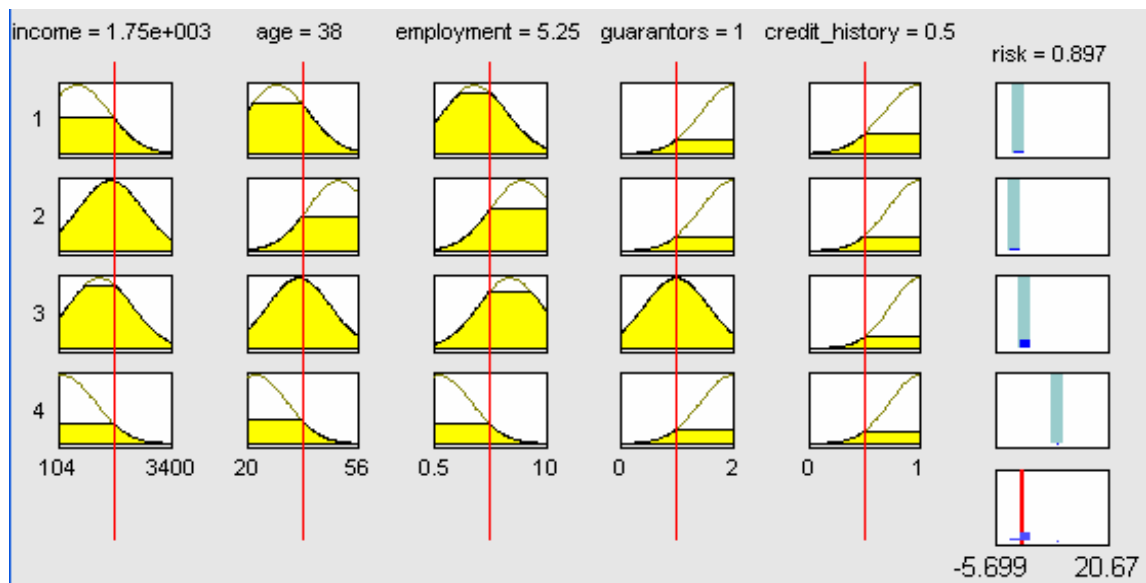 income = 1.75e+003 age = 38 employment = 5.25 guarantors = 1 credit_history = 0.5
risk = 0.897
1
2
3
4
104 3400 20 56 0.5 10 0 2 0 1
-5.699 20.67